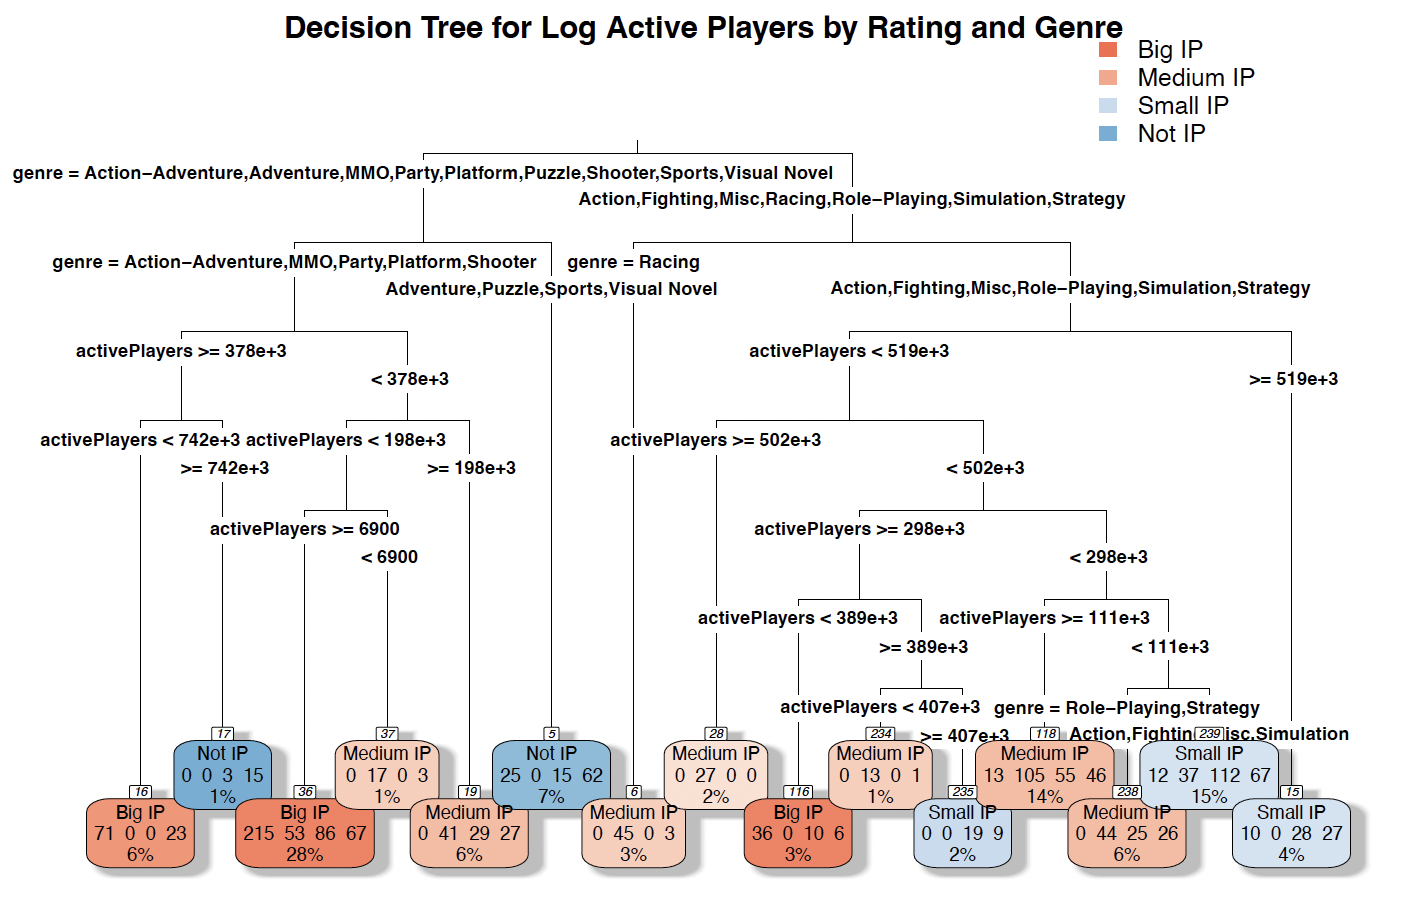 Decision Tree for Log Active Players by Rating and Genre
Big IP
Medium IP
Small IP
Not IP
genre = Action−Adventure,Adventure,MMO,Party,Platform,Puzzle,Shooter,Sports,Visual Novel
Action,Fighting,Misc,Racing,Role−Playing,Simulation,Strategy
genre = Action−Adventure,MMO,Party,Platform,Shooter
genre = Racing
Adventure,Puzzle,Sports,Visual Novel
Action,Fighting,Misc,Role−Playing,Simulation,Strategy
activePlayers >= 378e+3
activePlayers < 519e+3
< 378e+3
>= 519e+3
activePlayers < 742e+3
activePlayers < 198e+3
activePlayers >= 502e+3
>= 742e+3
>= 198e+3
< 502e+3
activePlayers >= 6900
activePlayers >= 298e+3
< 6900
< 298e+3
activePlayers < 389e+3
activePlayers >= 111e+3
>= 389e+3
< 111e+3
activePlayers < 407e+3
genre = Role−Playing,Strategy
>= 407e+3
Action,Fightin
isc,Simulation
17
Not IP
0 0 3 15
1%
37
Medium IP
0 17 0 3
1%
5
Not IP
25 0 15 62
7%
28
Medium IP
0 27 0 0
2%
234
Medium IP
0 13 0 1
1%
118
Medium IP
13 105 55 46
14%
239
Small IP
12 37 112 67
15%
16
Big IP
71 0 0 23
6%
36
Big IP
215 53 86 67
28%
19
Medium IP
0 41 29 27
6%
6
Medium IP
0 45 0 3
3%
116
Big IP
36 0 10 6
3%
235
Small IP
0 0 19 9
2%
238
Medium IP
0 44 25 26
6%
15
Small IP
10 0 28 27
4%